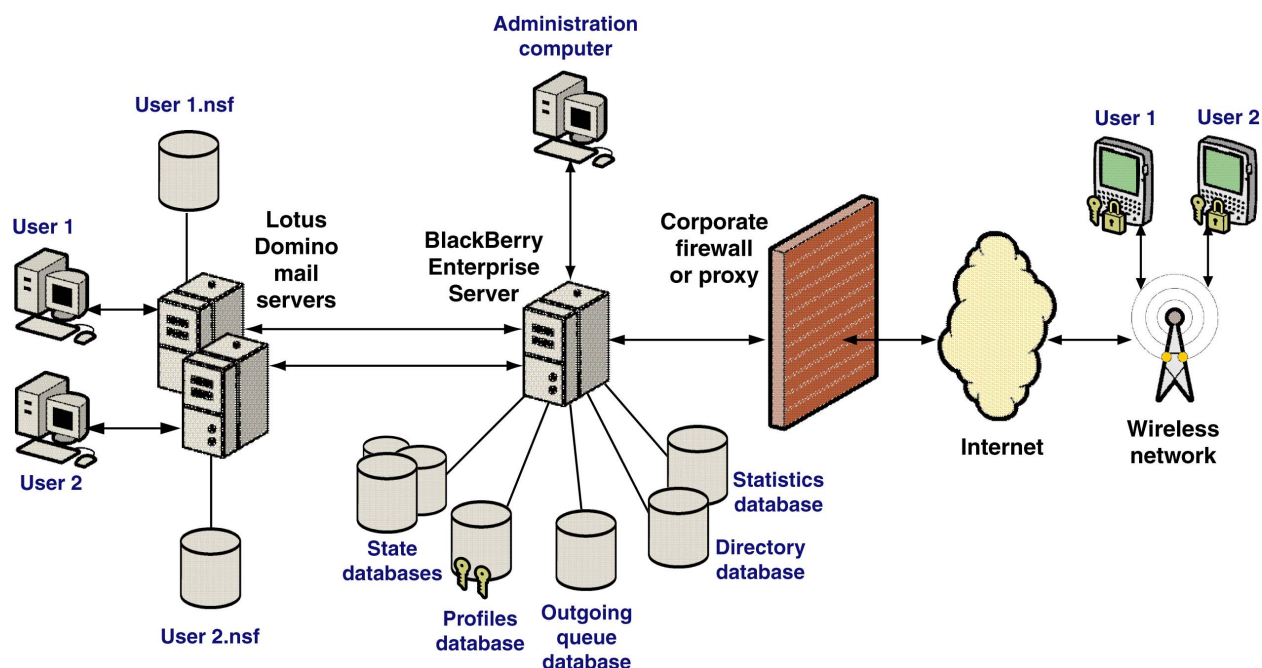 Administration
computer
User 1.nsf
User 1
User 2
User 1
Lotus
Domino
mail
servers
BlackBerry
Enterprise
Server
Corporate
firewall
or proxy
User 2
Internet
Wireless
network
State
databases
Statistics
database
Directory
database
Profiles
database
Outgoing
queue
database
User 2.nsf